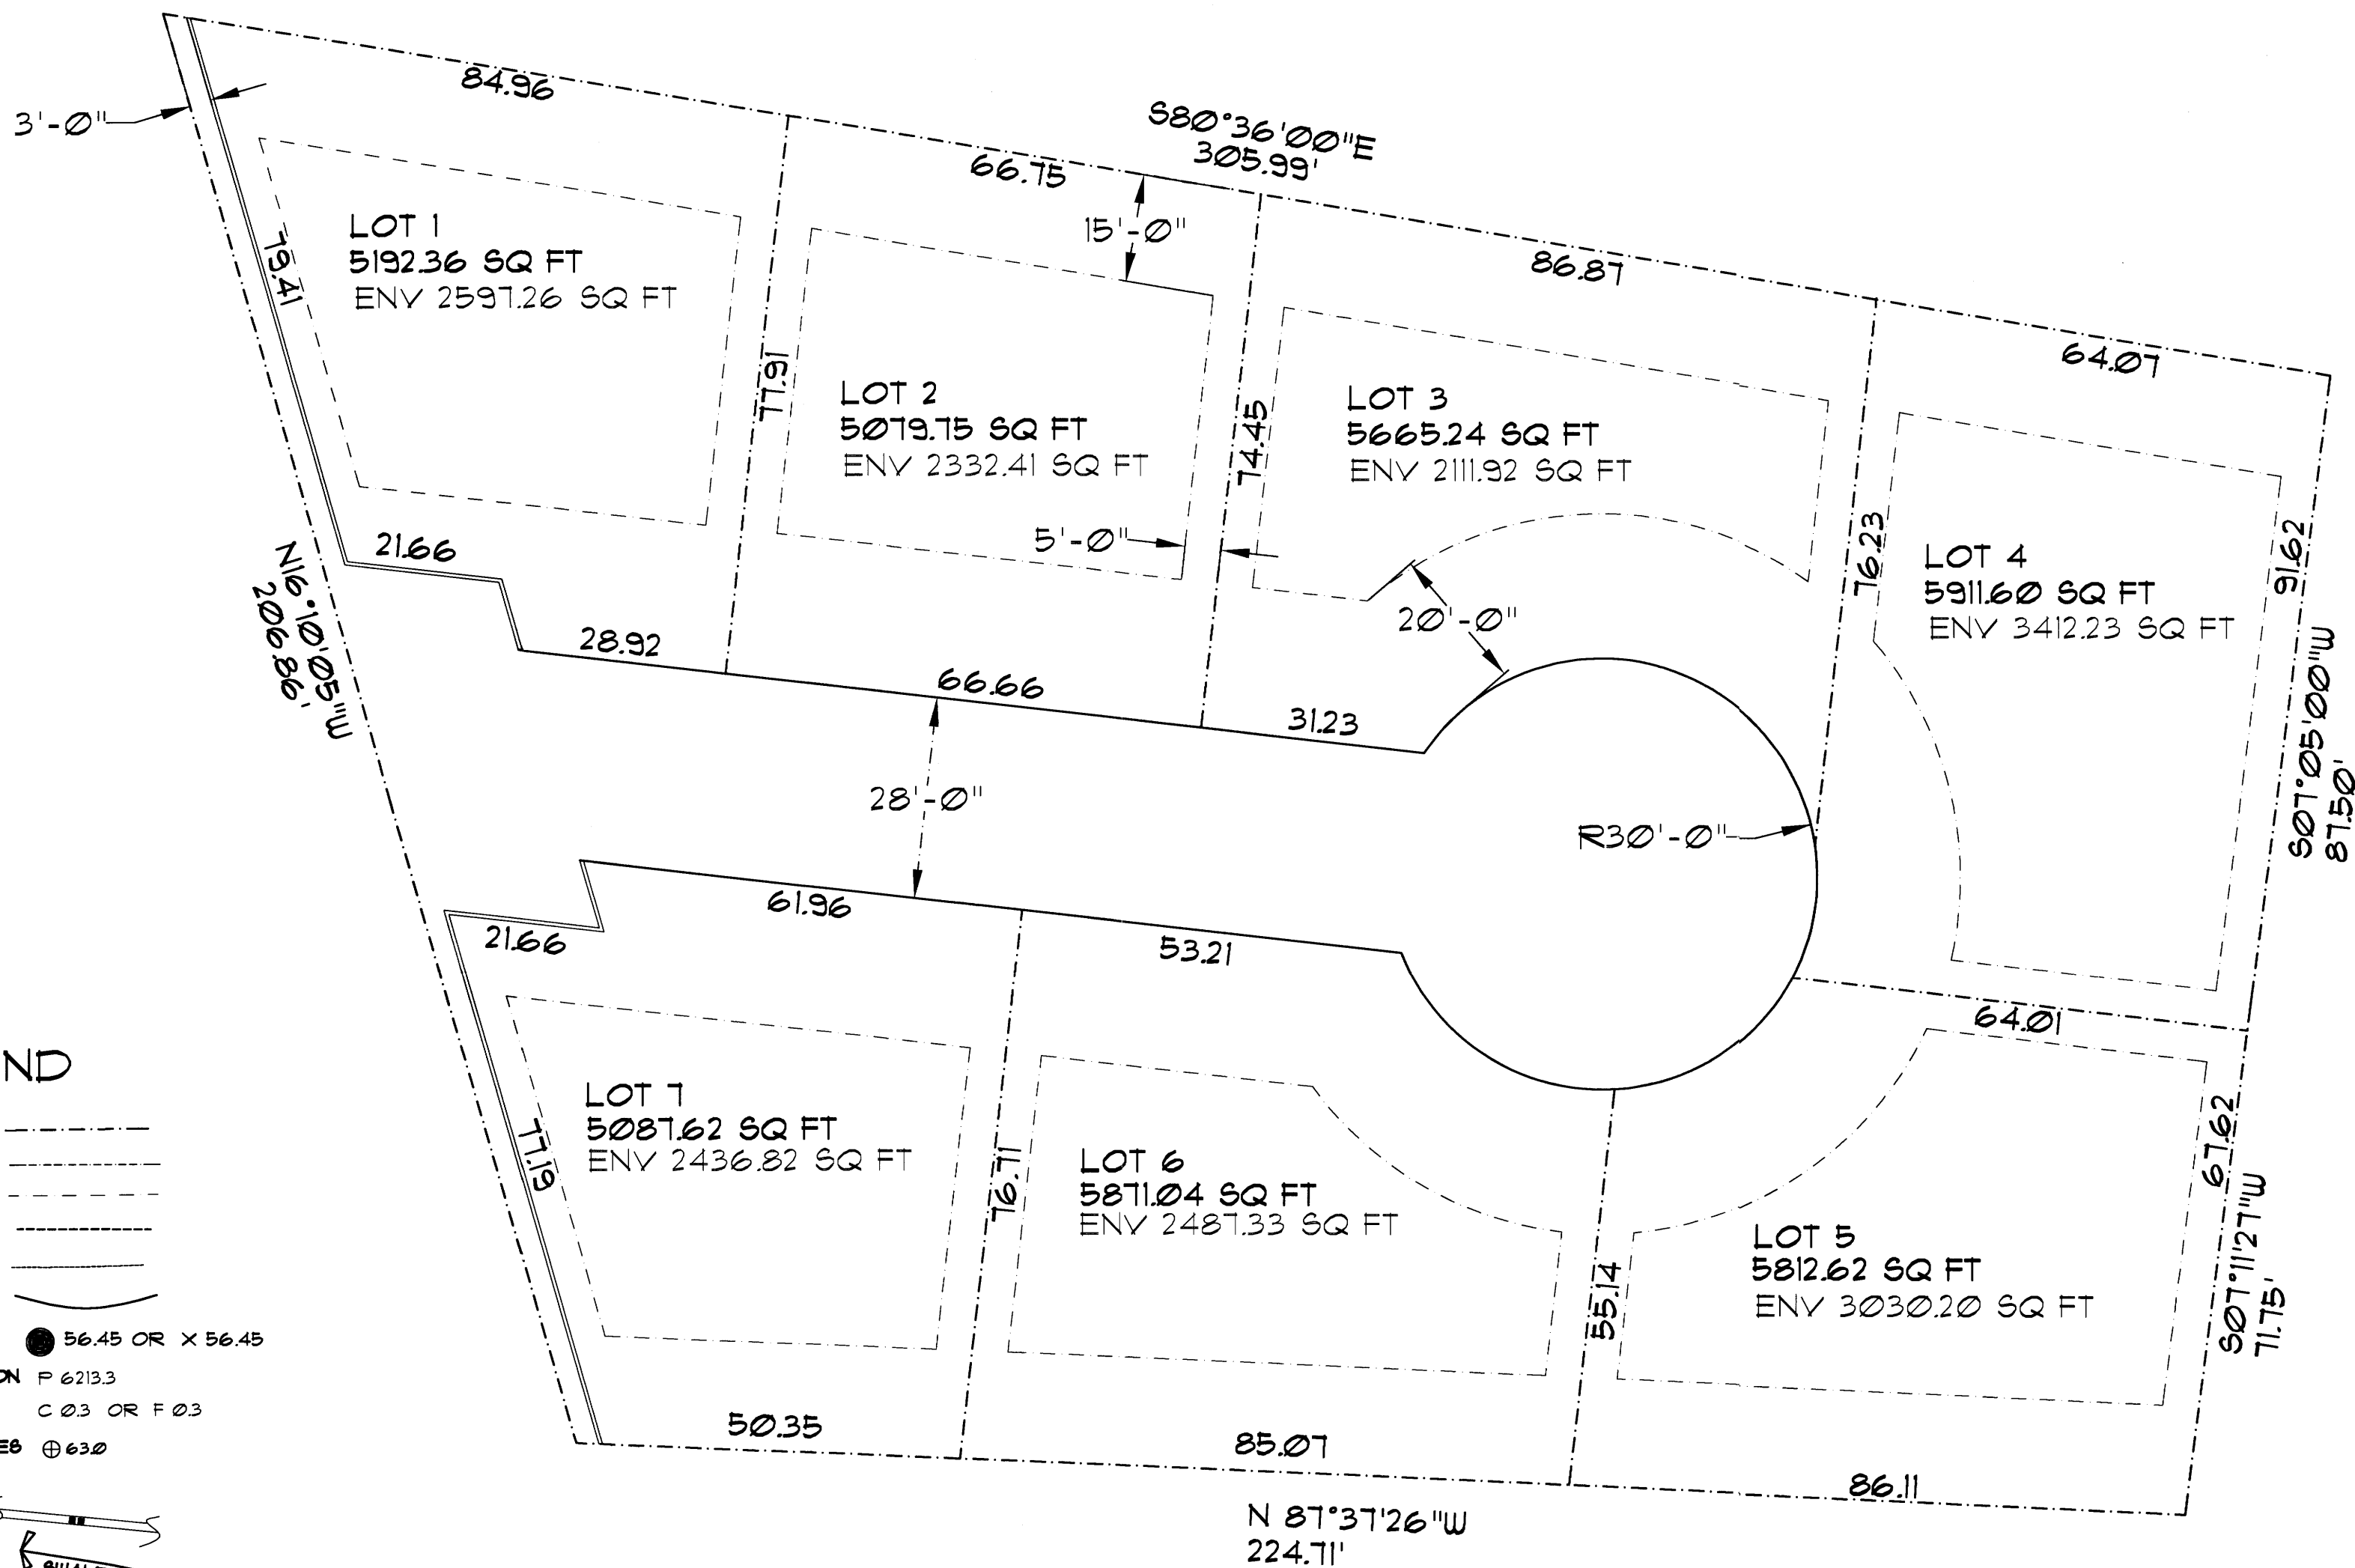 84.96
3'-0"
S80°36'00"E
305.99'
66.75
15'-0"
86.87
64.07
LOT 1
5192.36 SQ FT
ENV 2597.26 SQ FT
79.41
77.91
LOT 2
5079.75 SQ FT
ENV 2332.41 SQ FT
5'-0"
74.45
LOT 3
5665.24 SQ FT
ENV 2111.92 SQ FT
76.23
LOT 4
5911.60 SQ FT
ENV 3412.23 SQ FT
91.62
S07°05'00"W
87.50'
21.66
N16°10'05"W
206.86'
28.92
66.66
31.23
20'-0"
28'-0"
R30'-0"
61.96
21.66
53.21
64.01
67.62
S07°11'27"W
71.75'
LOT 7
5087.62 SQ FT
ENV 2436.82 SQ FT
77.19
76.71
LOT 6
5871.04 SQ FT
ENV 2487.33 SQ FT
55.14
LOT 5
5812.62 SQ FT
ENV 3030.20 SQ FT
50.35
85.07
86.11
N 87°37'26"W
224.71'
ND
56.45 OR X 56.45
ON P 6213.3
C 0.3 OR F 0.3
ES ⊕ 63.0